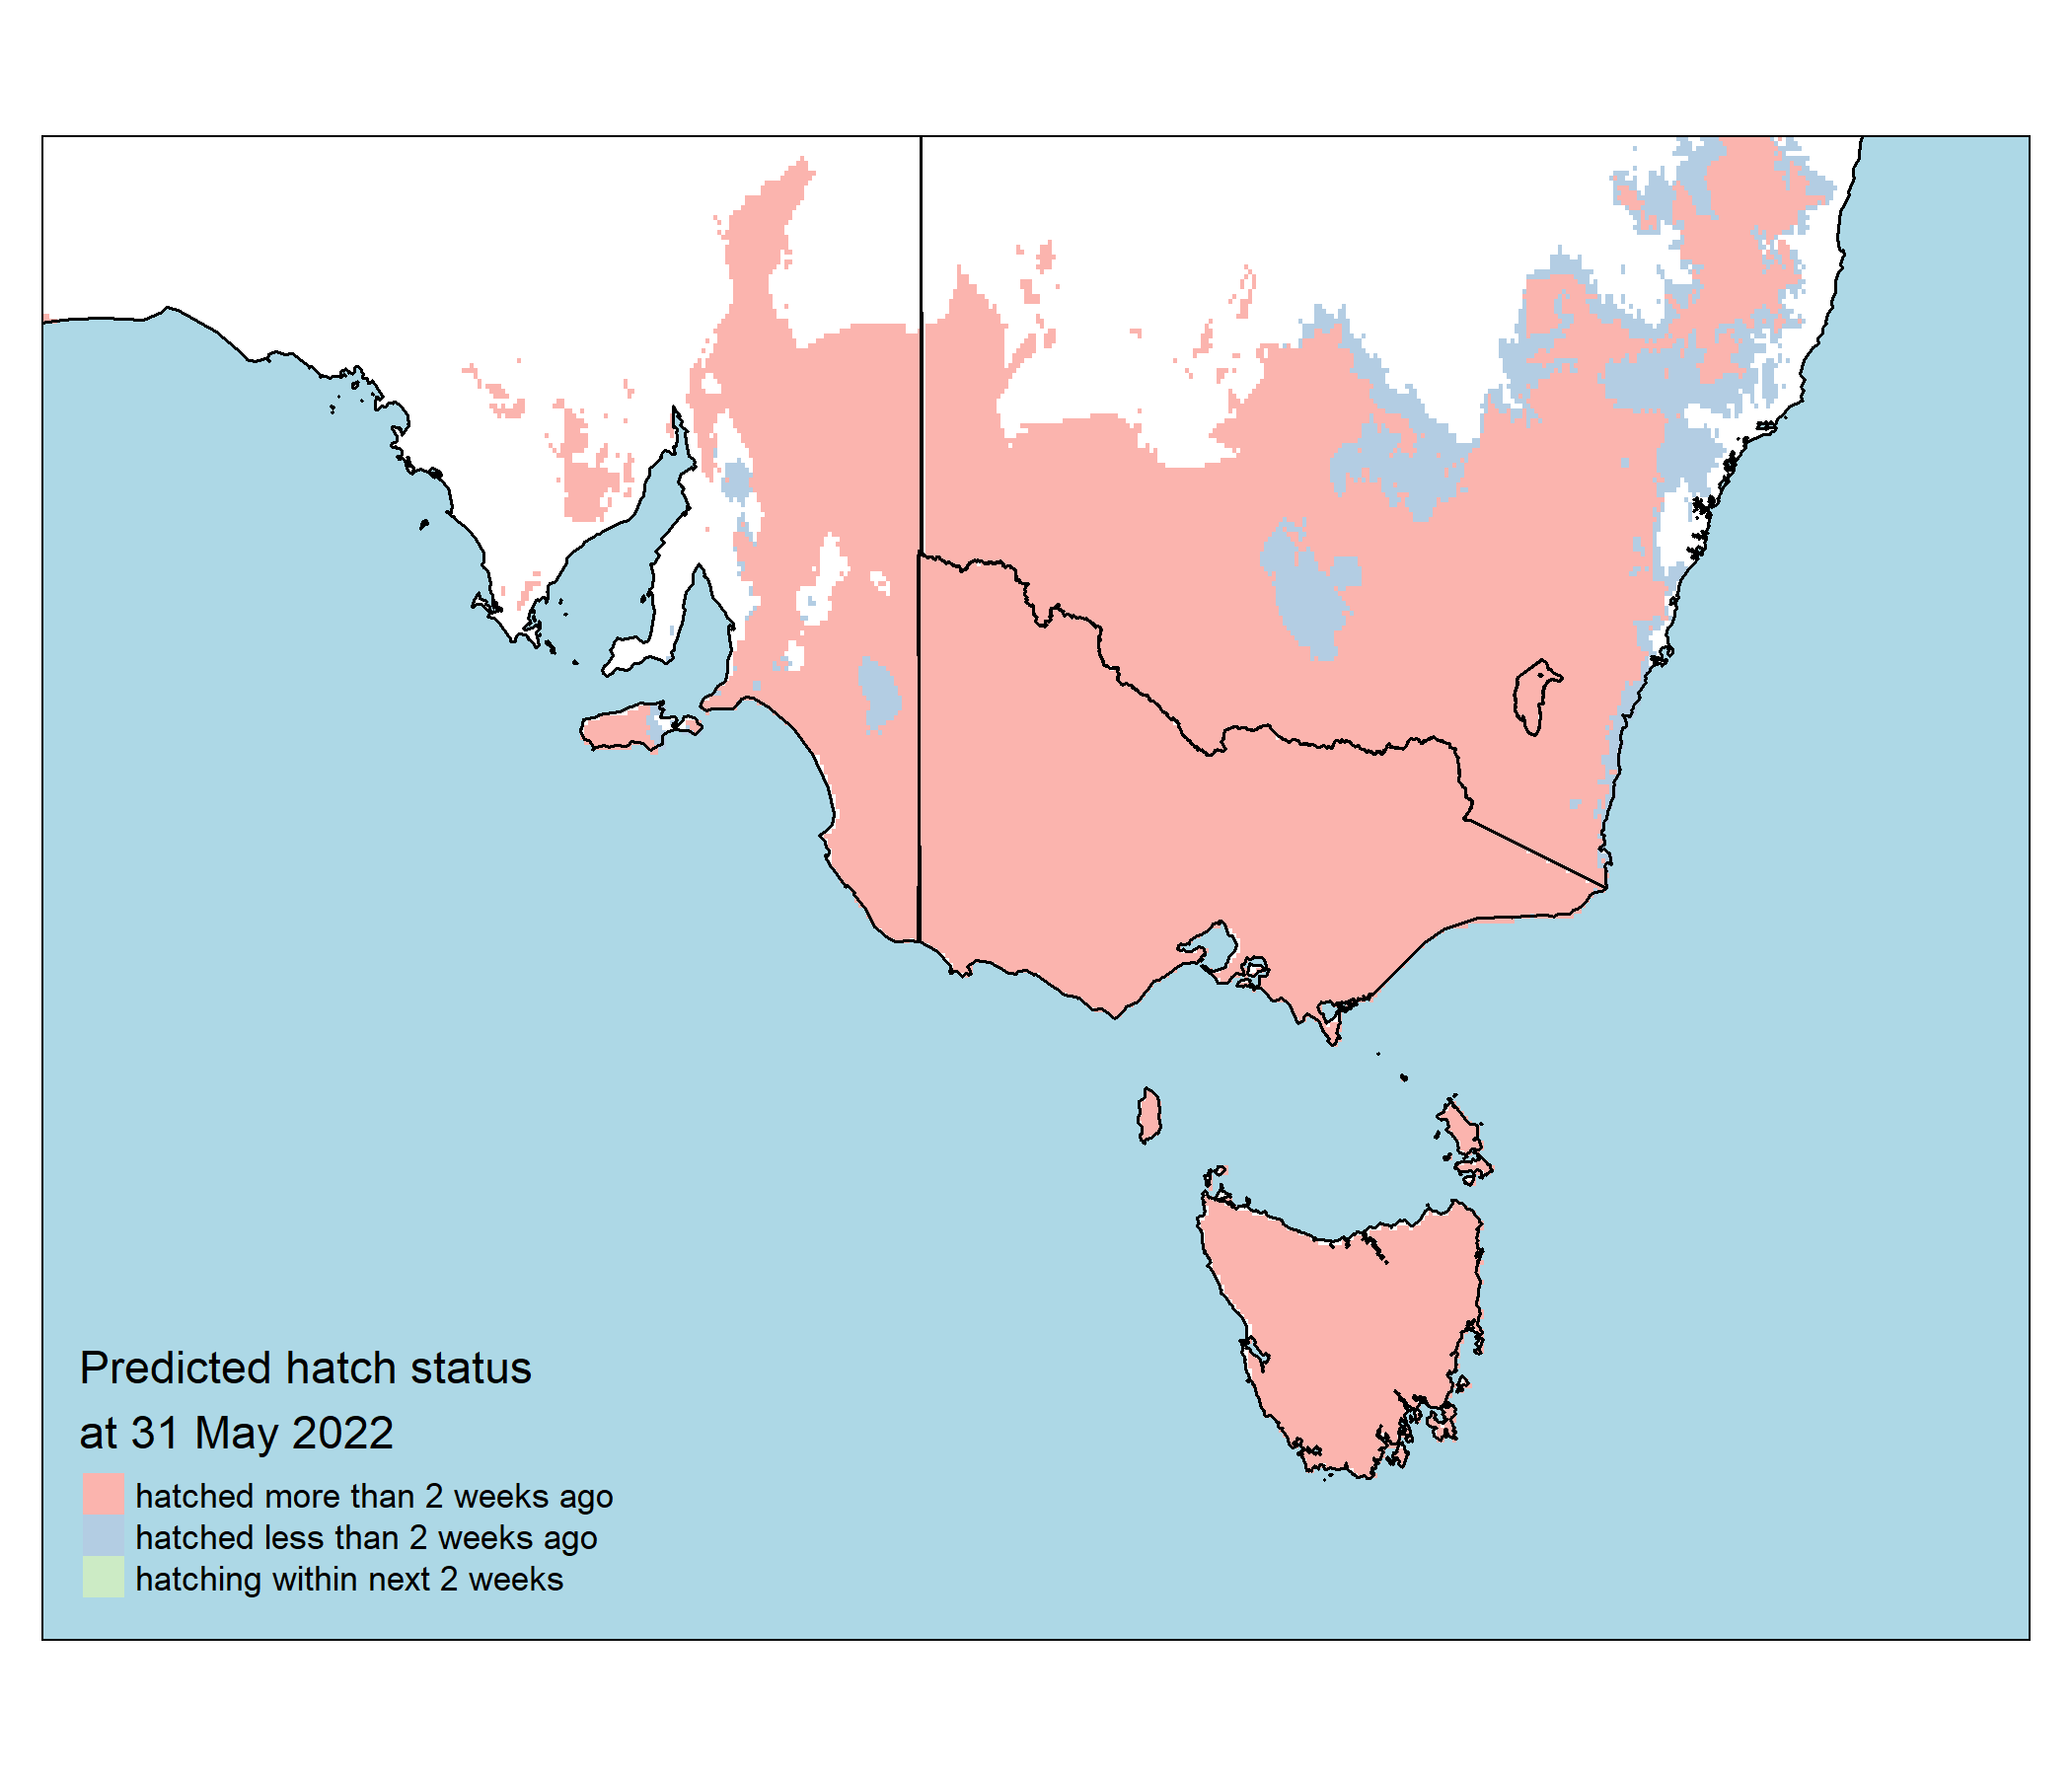 Predicted hatch status
at 31 May 2022
hatched more than 2 weeks ago
hatched less than 2 weeks ago
hatching within next 2 weeks